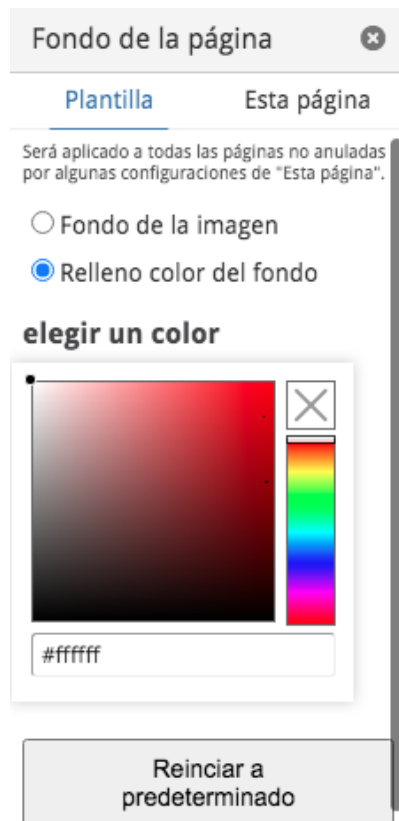 Fondo de la página
Plantilla Esta página
Será aplicado a todas las páginas no anuladas
por algunas configuraciones de "Esta página".
Fondo de la imagen
Relleno color del fondo
elegir un color
#ffffff
Reinciar a
predeterminado